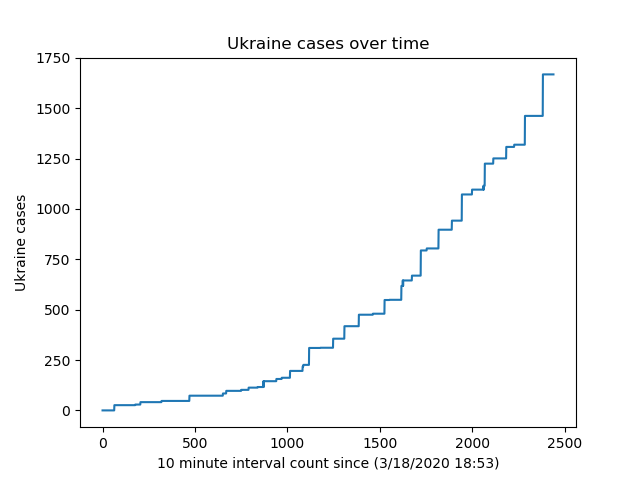 Ukraine cases over time
1750
1500
1250
1000
750
500
250
0
Ukraine cases
0 500 1000 1500 2000 2500
10 minute interval count since (3/18/2020 18:53)